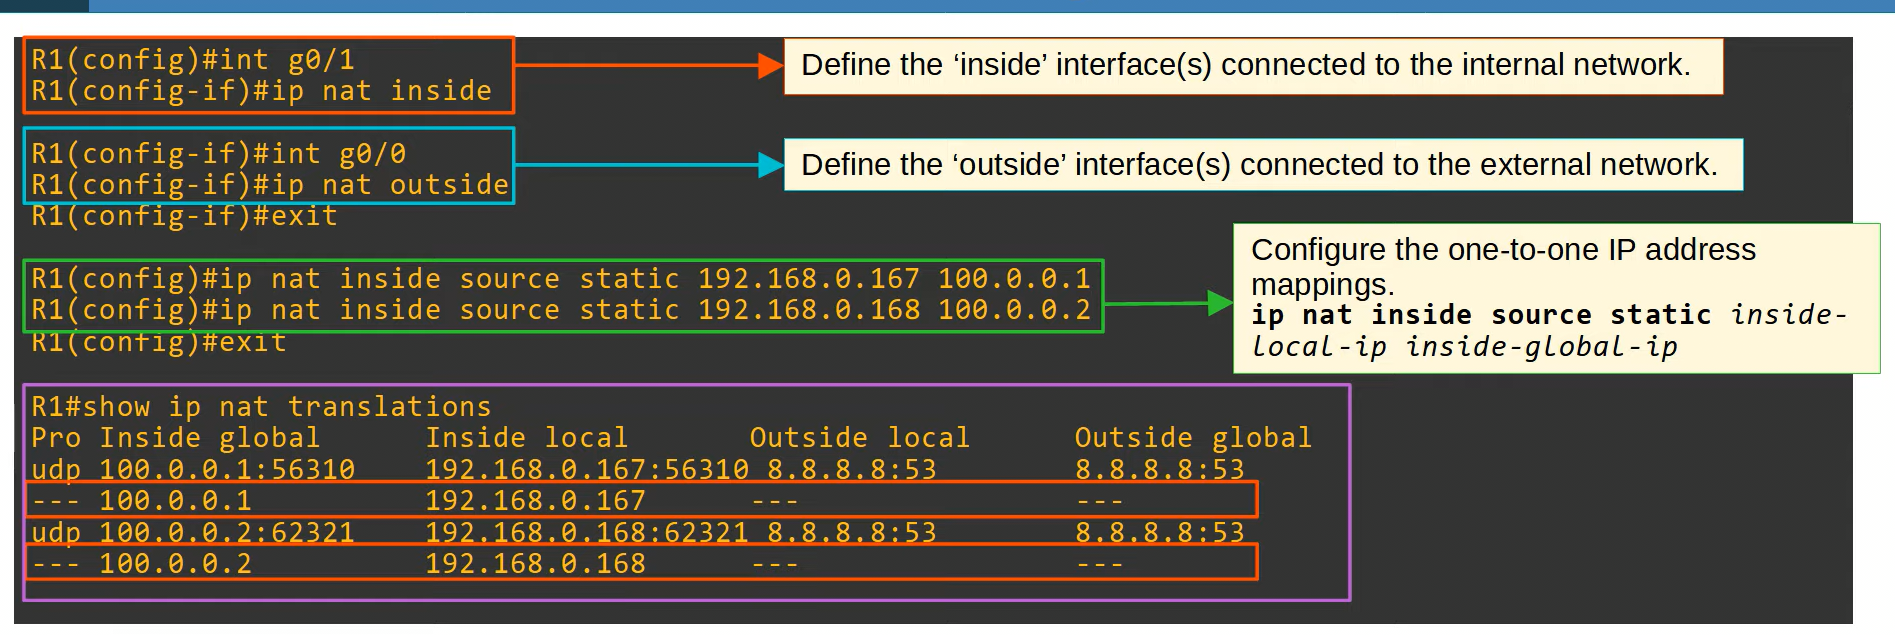 R1(config)#int g0/1
R1(config-if)#ip nat inside
Define the ‘inside’ interface(s) connected to the internal network.
R1(config-if)#int g0/0
R1(config-if)#ip nat outside
R1(config-if)#exit
Define the ‘outside’ interface(s) connected to the external network.
R1(config)#ip nat inside source static 192.168.0.167 100.0.0.1
R1(config)#ip nat inside source static 192.168.0.168 100.0.0.2
R1(config)#exit
Configure the one-to-one IP address
mappings.
ip nat inside source static inside-
local-ip inside-global-ip
R1#show ip nat translations
Pro Inside global Inside local Outside local Outside global
udp 100.0.0.1:56310 192.168.0.167:56310 8.8.8.8:53 8.8.8.8:53
--- 100.0.0.1 192.168.0.167 --- ---
udp 100.0.0.2:62321 192.168.0.168:62321 8.8.8.8:53 8.8.8.8:53
--- 100.0.0.2 192.168.0.168 --- ---